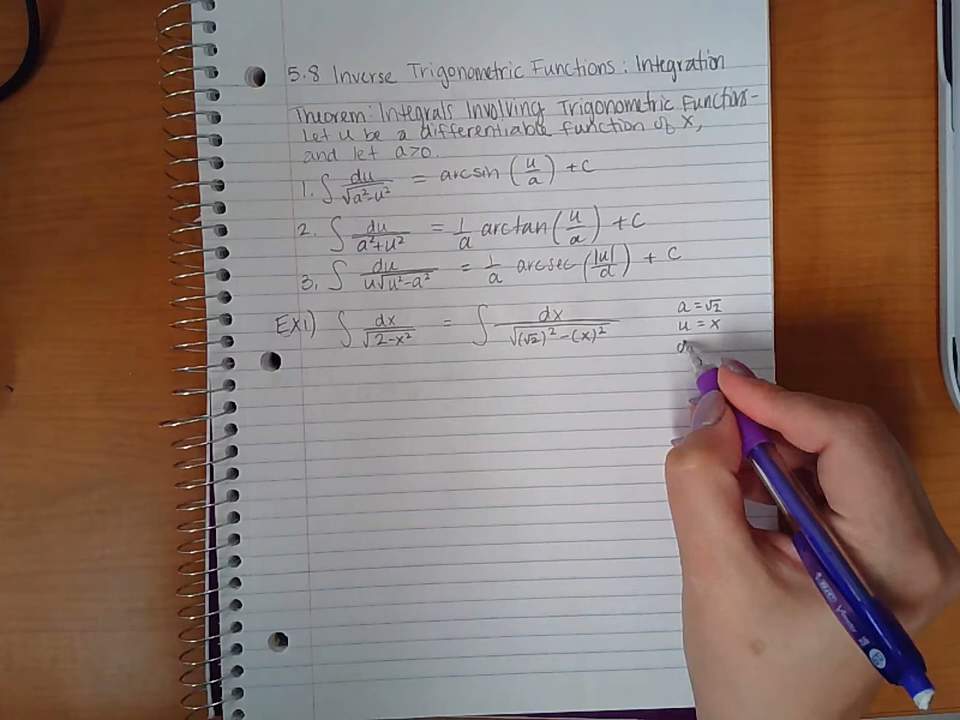 5.8 Inverse Trigonometric Functions: Integration
Theorem: Integrals Involving Trigonometric Functions-
Let u be a differentiable function of x,
and let a>0.
1. ∫ du/√(a²-u²) = arcsin (u/a) + C
2. ∫ du/(a²+u²) = 1/a arctan (u/a) + C
3. ∫ du/(u√(u²-a²)) = 1/a arcsec (|u|/a) + C
EX1) ∫ dx/√(2-x²) = ∫ dx/√((√2)²-(x)²)
a = √2
u = x
d
BIC